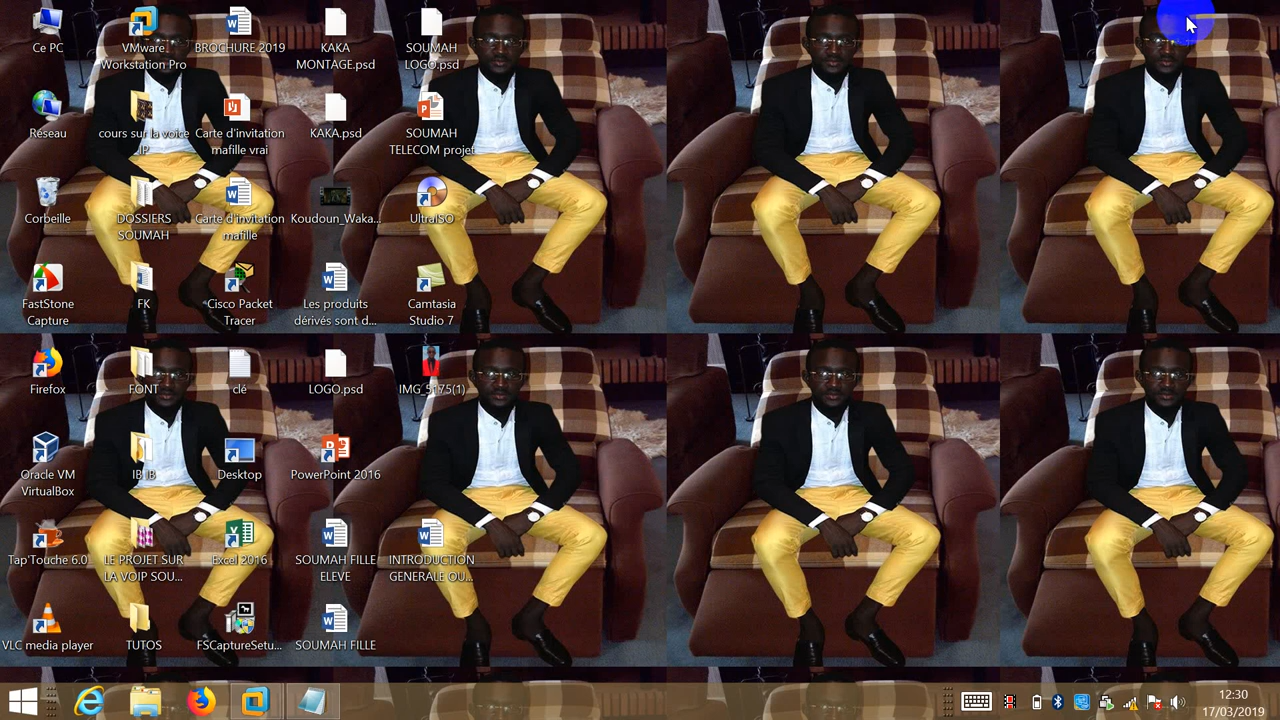 Ce PC
VMware
Workstation Pro
BROCHURE 2019
KAKA
MONTAGE.psd
SOUMAH
LOGO.psd
Réseau
cours sur la voice
IP
Carte d'invitation
mafille vrai
KAKA.psd
SOUMAH
TELECOM projet
Corbeille
DOSSIERS
SOUMAH
Carte d'invitation
mafille
Koudoun_Waka...
UltraISO
FastStone
Capture
FK
Cisco Packet
Tracer
Les produits
dérivés sont d...
Camtasia
Studio 7
Firefox
FONT
clé
LOGO.psd
IMG_5175(1)
Oracle VM
VirtualBox
IB IB
Desktop
PowerPoint 2016
Tap'Touche 6.0
LE PROJET SUR
LA VOIP SOU...
Excel 2016
SOUMAH FILLE
ELEVE
INTRODUCTION
GENERALE OU...
VLC media player
TUTOS
FSCaptureSetu...
SOUMAH FILLE
12:30
17/03/2019